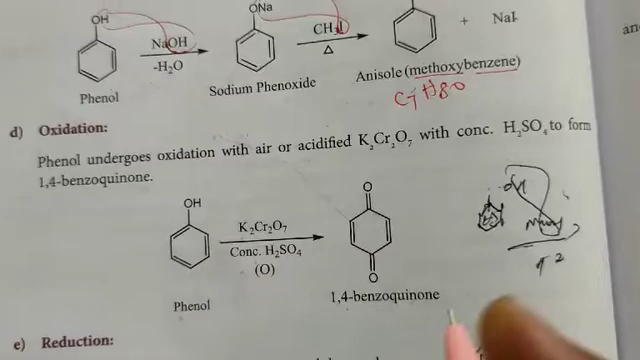 OH
ONa
NaOH
-H₂O
CH₃I
Δ
+ NaI
Phenol
Sodium Phenoxide
Anisole (methoxybenzene)
C7H8O
d) Oxidation:
Phenol undergoes oxidation with air or acidified K₂Cr₂O₇ with conc. H₂SO₄ to form
1,4-benzoquinone.
OH
K₂Cr₂O₇
Conc. H₂SO₄
(O)
O
O
Phenol
1,4-benzoquinone
e) Reduction: